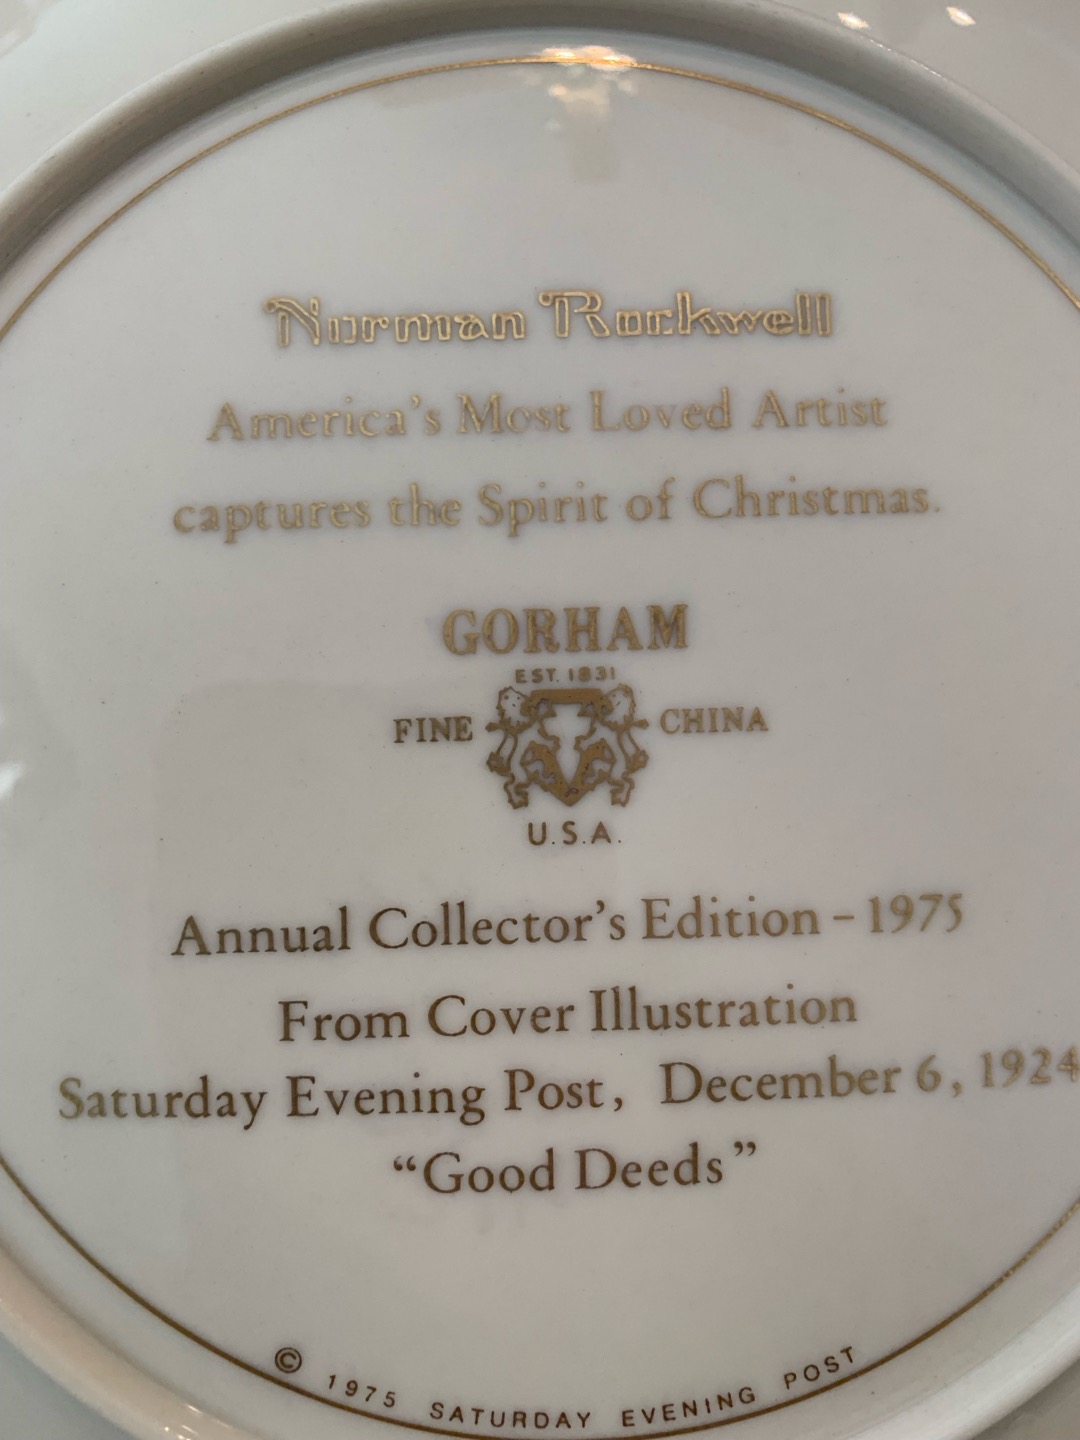 Norman Rockwell
America's Most Loved Artist
captures the Spirit of Christmas.
GORHAM
EST. 1831
FINE CHINA
U.S.A.
Annual Collector's Edition – 1975
From Cover Illustration
Saturday Evening Post, December 6, 1924
“Good Deeds”
© 1975 SATURDAY EVENING POST